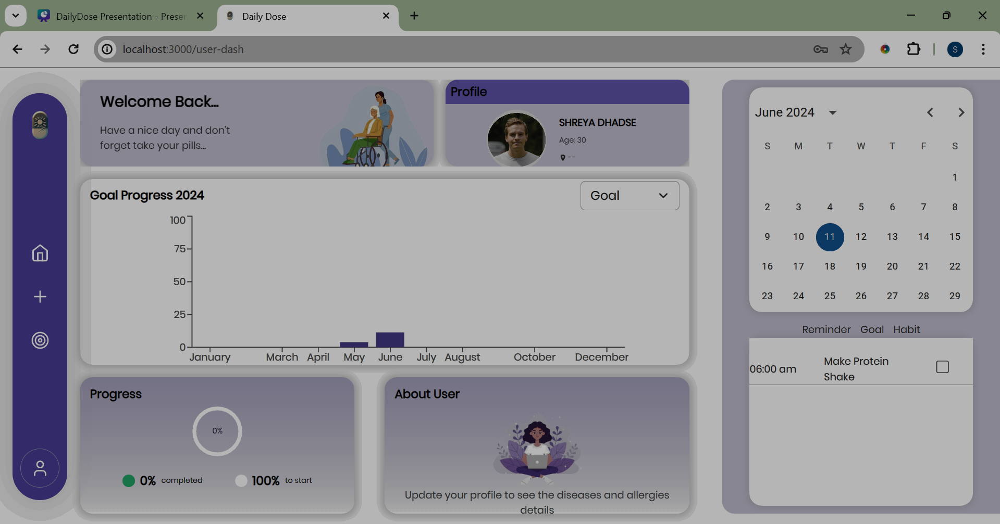 DailyDose Presentation - Preser
Daily Dose
localhost:3000/user-dash
S
Welcome Back...
Have a nice day and don't
forget take your pills...
Profile
SHREYA DHADSE
Age: 30
--
Goal Progress 2024
Goal
100
75
50
25
0
January March April May June July August October December
Progress
0%
0% completed 100% to start
About User
Update your profile to see the diseases and allergies
details
June 2024
S M T W T F S
1
2 3 4 5 6 7 8
9 10 11 12 13 14 15
16 17 18 19 20 21 22
23 24 25 26 27 28 29
Reminder Goal Habit
06:00 am
Make Protein
Shake